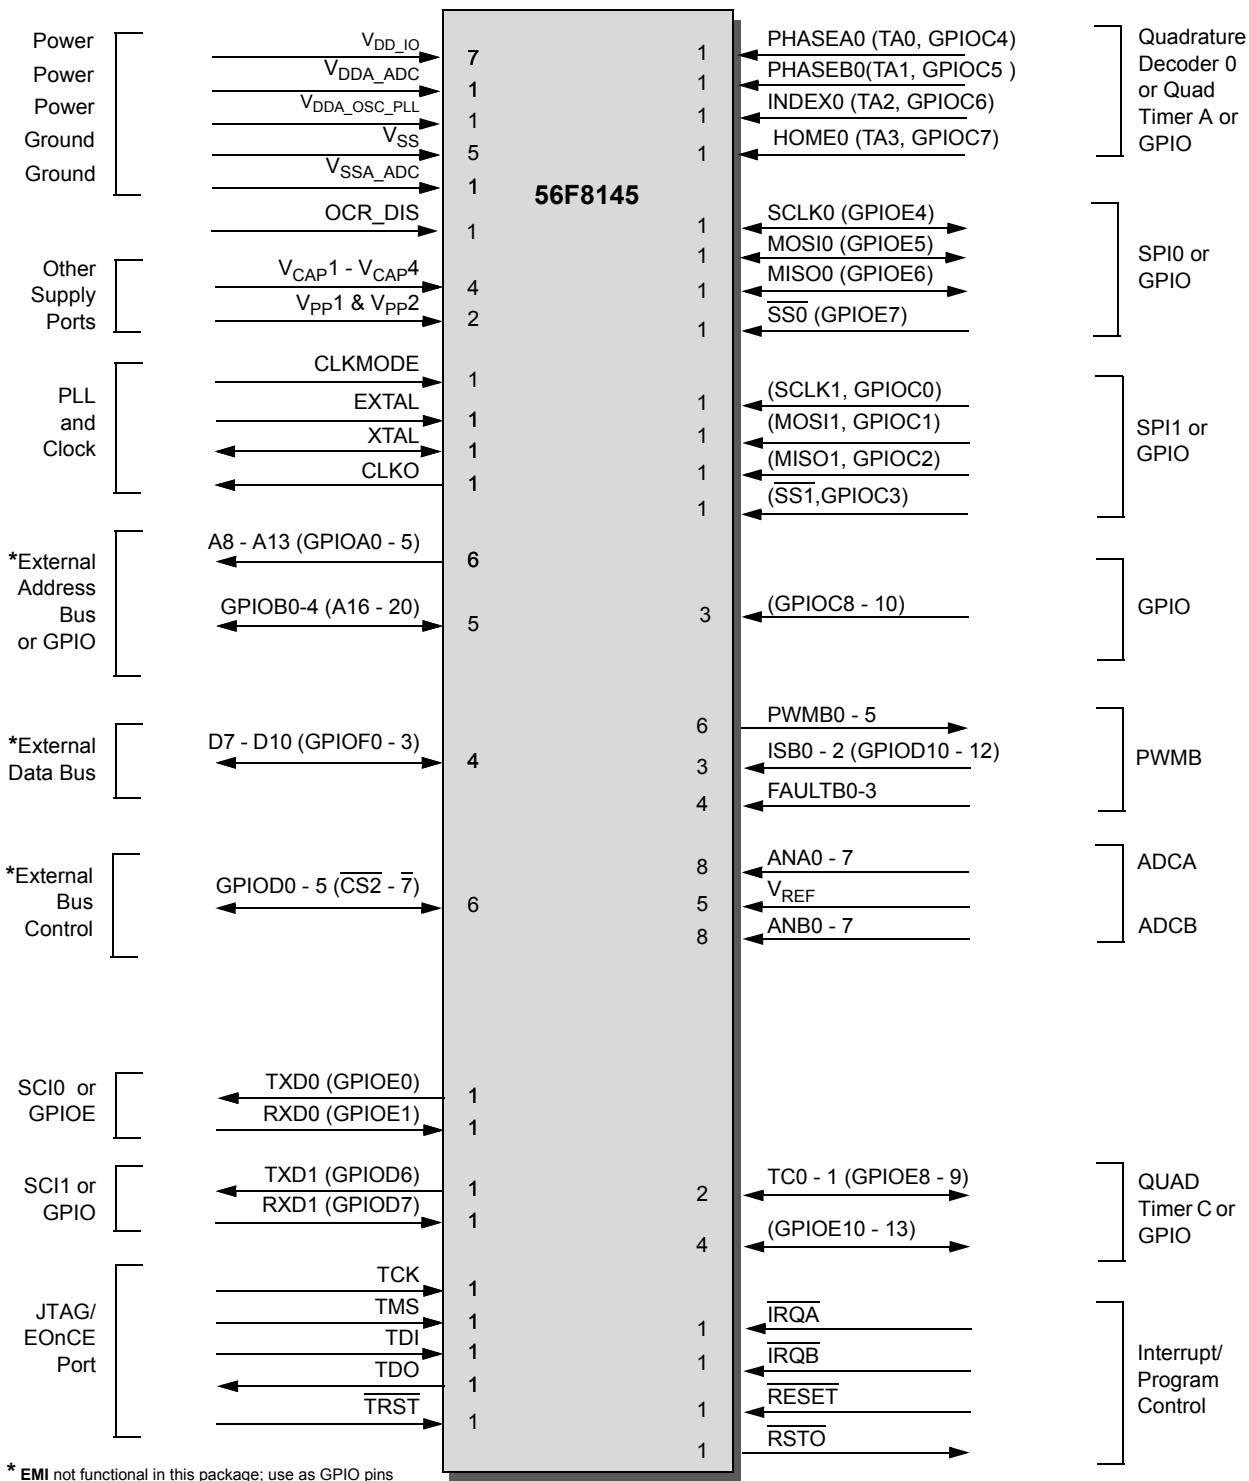 56F8145
Power
Power
Power
Ground
Ground
VDD_IO
7
VDDA_ADC
1
VDDA_OSC_PLL
1
VSS
5
VSSA_ADC
1
OCR_DIS
1
Other
Supply
Ports
VCAP1 - VCAP4
4
VPP1 & VPP2
2
PLL
and
Clock
CLKMODE
1
EXTAL
1
XTAL
1
CLKO
1
*External
Address
Bus
or GPIO
A8 - A13 (GPIOA0 - 5)
6
GPIOB0-4 (A16 - 20)
5
*External
Data Bus
D7 - D10 (GPIOF0 - 3)
4
*External
Bus
Control
GPIOD0 - 5 (CS2 - 7)
6
SCI0 or
GPIOE
TXD0 (GPIOE0)
1
RXD0 (GPIOE1)
1
SCI1 or
GPIO
TXD1 (GPIOD6)
1
RXD1 (GPIOD7)
1
JTAG/
EOnCE
Port
TCK
1
TMS
1
TDI
1
TDO
1
TRST
1
1
PHASEA0 (TA0, GPIOC4)
1
PHASEB0(TA1, GPIOC5 )
1
INDEX0 (TA2, GPIOC6)
1
HOME0 (TA3, GPIOC7)
Quadrature
Decoder 0
or Quad
Timer A or
GPIO
1
SCLK0 (GPIOE4)
1
MOSI0 (GPIOE5)
1
MISO0 (GPIOE6)
1
SS0 (GPIOE7)
SPI0 or
GPIO
1
(SCLK1, GPIOC0)
1
(MOSI1, GPIOC1)
1
(MISO1, GPIOC2)
1
(SS1,GPIOC3)
SPI1 or
GPIO
3
(GPIOC8 - 10)
GPIO
6
PWMB0 - 5
3
ISB0 - 2 (GPIOD10 - 12)
4
FAULTB0-3
PWMB
8
ANA0 - 7
5
VREF
8
ANB0 - 7
ADCA
ADCB
2
TC0 - 1 (GPIOE8 - 9)
4
(GPIOE10 - 13)
QUAD
Timer C or
GPIO
1
IRQA
1
IRQB
1
RESET
1
RSTO
Interrupt/
Program
Control
* EMI not functional in this package; use as GPIO pins